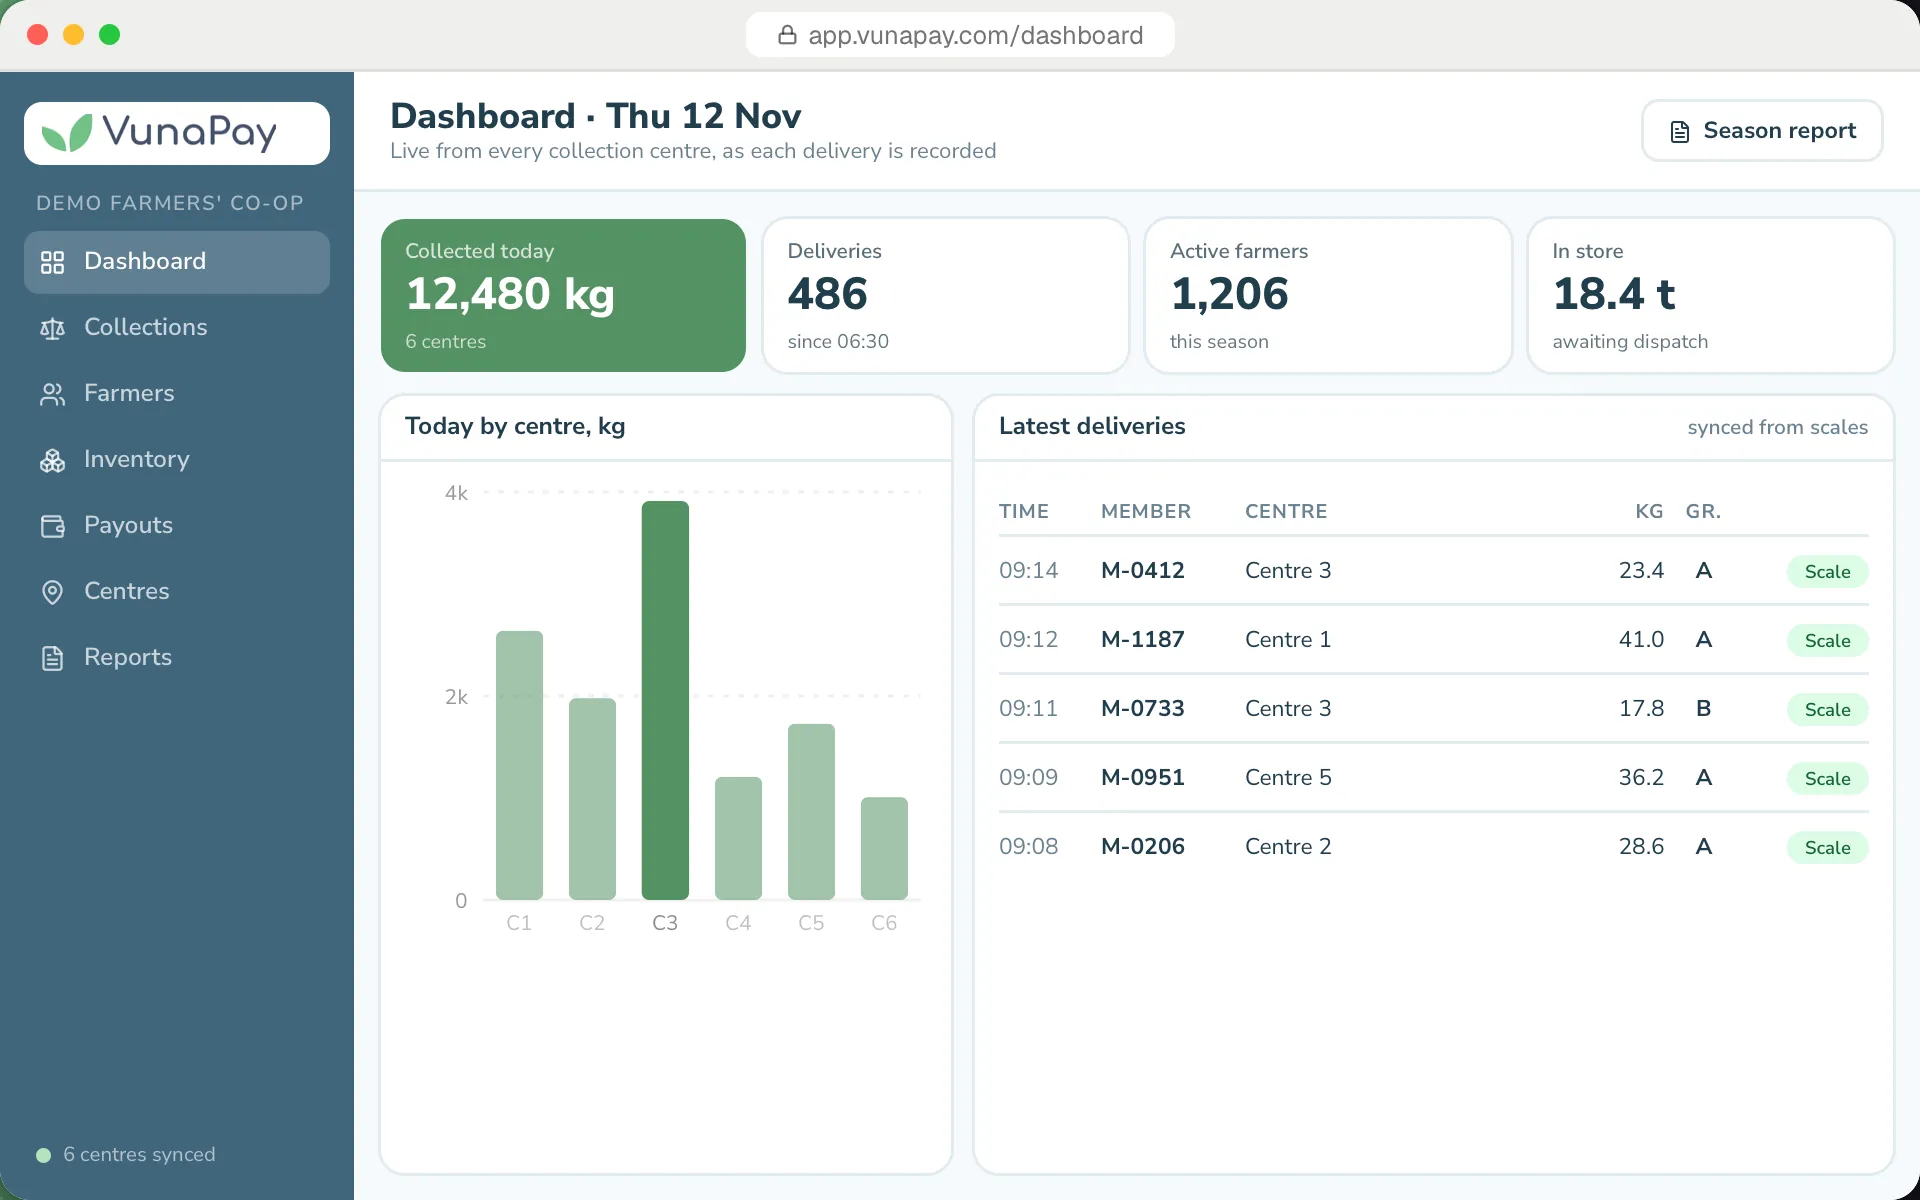 app.vunapay.com/dashboard
VunaPay
DEMO FARMERS' CO-OP
Dashboard
Collections
Farmers
Inventory
Payouts
Centres
Reports
6 centres synced
Dashboard · Thu 12 Nov
Live from every collection centre, as each delivery is recorded
Season report
Collected today
12,480 kg
6 centres
Deliveries
486
since 06:30
Active farmers
1,206
this season
In store
18.4 t
awaiting dispatch
Today by centre, kg
4k
2k
0
C1 C2 C3 C4 C5 C6
Latest deliveries
synced from scales
TIME MEMBER CENTRE KG GR.
09:14 M-0412 Centre 3 23.4 A Scale
09:12 M-1187 Centre 1 41.0 A Scale
09:11 M-0733 Centre 3 17.8 B Scale
09:09 M-0951 Centre 5 36.2 A Scale
09:08 M-0206 Centre 2 28.6 A Scale